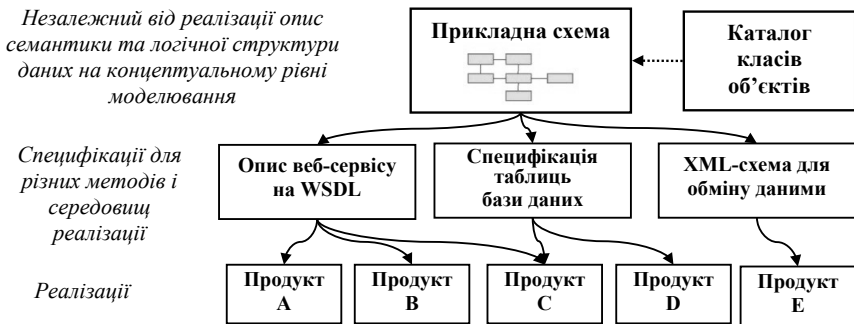 Незалежний від реалізації опис
семантики та логічної структури
даних на концептуальному рівні
моделювання
Прикладна схема
Каталог
класів
об’єктів
Специфікації для
різних методів і
середовищ
реалізації
Опис веб-сервісу
на WSDL
Специфікація
таблиць
бази даних
XML-схема для
обміну даними
Реалізації
Продукт
A
Продукт
B
Продукт
C
Продукт
D
Продукт
E